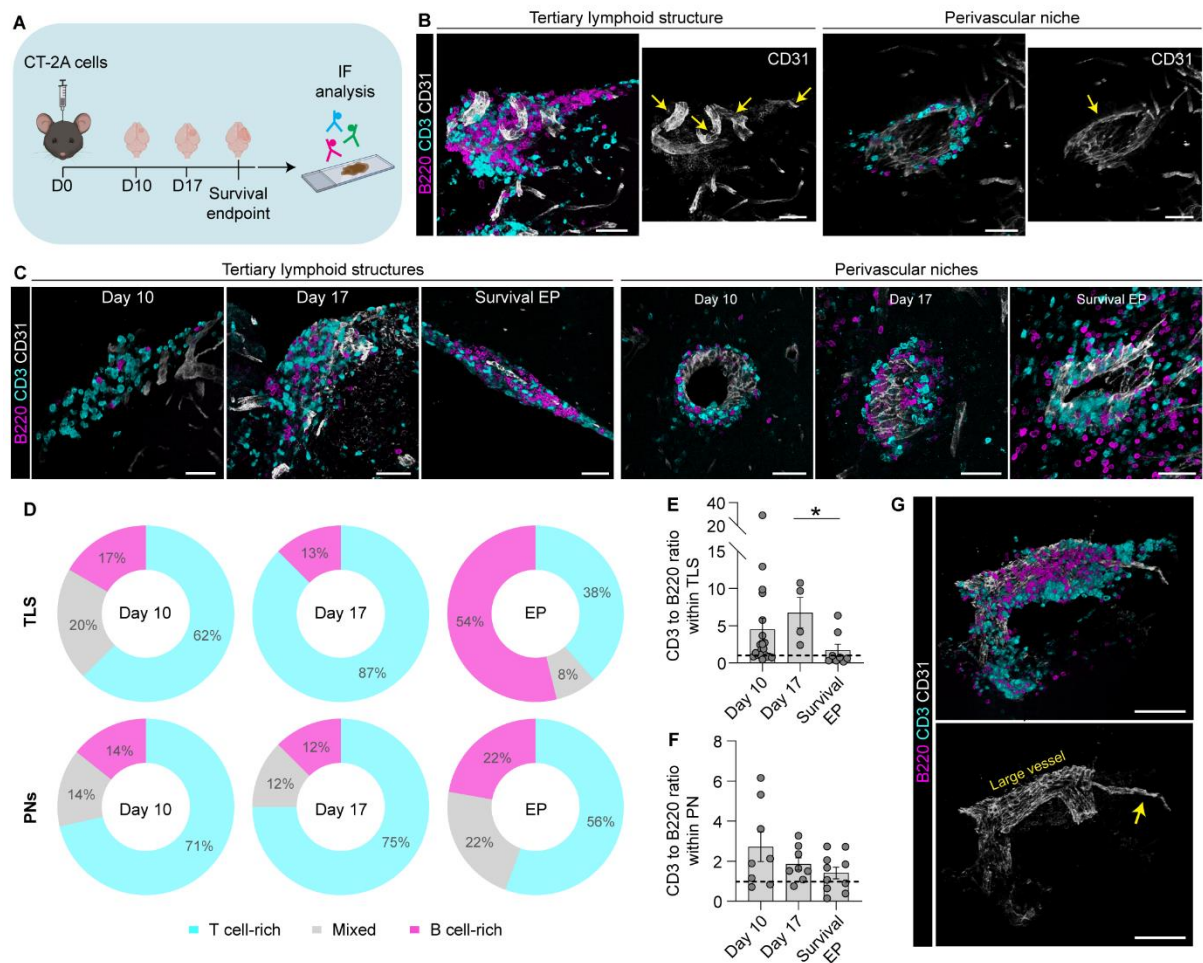 A
CT-2A cells
IF
analysis
D0
D10
D17
Survival
endpoint
B
Tertiary lymphoid structure
Perivascular niche
B220 CD3 CD31
CD31
CD31
C
Tertiary lymphoid structures
Perivascular niches
B220 CD3 CD31
Day 10
Day 17
Survival EP
Day 10
Day 17
Survival EP
D
TLS
17%
20%
62%
Day 10
13%
87%
Day 17
54%
38%
8%
EP
PNs
14%
14%
71%
Day 10
12%
12%
75%
Day 17
22%
22%
56%
EP
T cell-rich
Mixed
B cell-rich
E
CD3 to B220 ratio
within TLS
40
20
15
10
5
0
*
Day 10
Day 17
Survival
EP
F
CD3 to B220 ratio
within PN
8
6
4
2
0
Day 10
Day 17
Survival
EP
G
B220 CD3 CD31
Large vessel